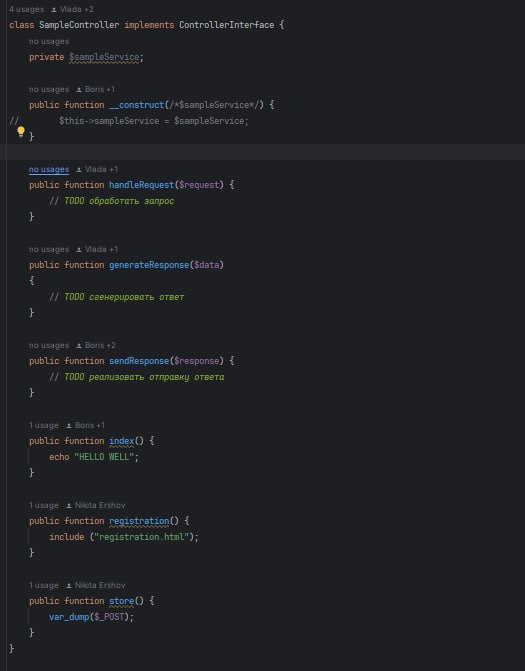 4 usages Vlada +2
class SampleController implements ControllerInterface {
no usages
private $sampleService;
no usages Boris +1
public function __construct(/*$sampleService*/) {
// $this->sampleService = $sampleService;
}
no usages Vlada +1
public function handleRequest($request) {
// TODO обработать запрос
}
no usages Vlada +1
public function generateResponse($data)
{
// TODO сгенерировать ответ
}
no usages Boris +2
public function sendResponse($response) {
// TODO реализовать отправку ответа
}
1 usage Boris +1
public function index() {
echo "HELLO WELL";
}
1 usage Nikita Ershov
public function registration() {
include ("registration.html");
}
1 usage Nikita Ershov
public function store() {
var_dump($_POST);
}
}